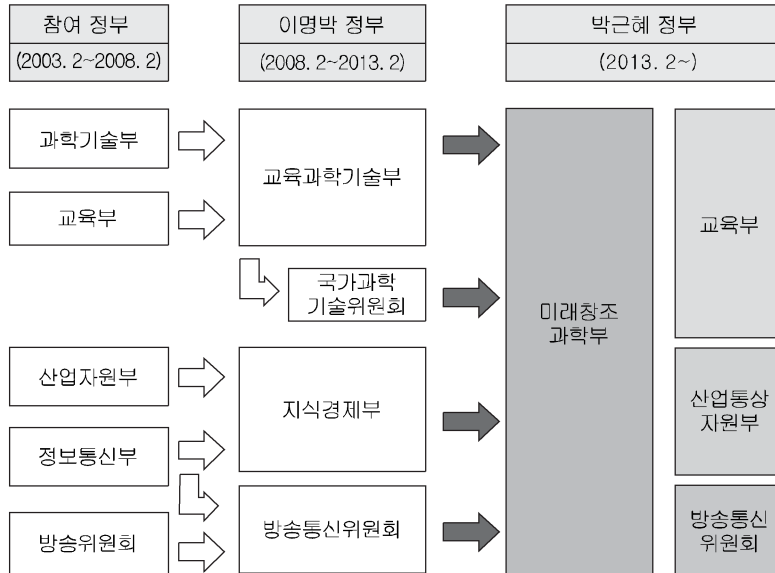 참여 정부
(2003. 2~2008. 2)
이명박 정부
(2008. 2~2013. 2)
박근혜 정부
(2013. 2~)
과학기술부
교육부
산업자원부
정보통신부
방송위원회
교육과학기술부
국가과학
기술위원회
지식경제부
방송통신위원회
미래창조
과학부
교육부
산업통상
자원부
방송통신
위원회